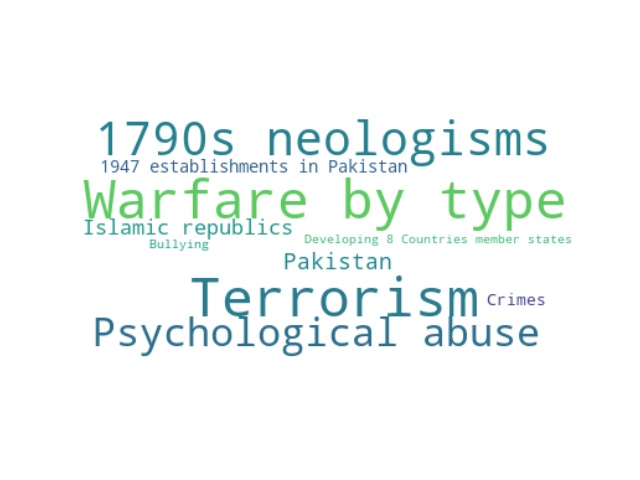 1790s neologisms
1947 establishments in Pakistan
Warfare by type
Islamic republics
Developing 8 Countries member states
Bullying
Pakistan
Terrorism
Crimes
Psychological abuse